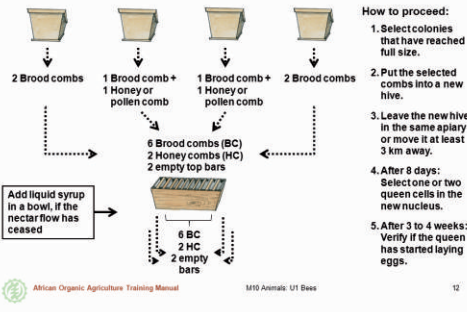 2 Brood combs
1 Brood comb +
1 Honey or
pollen comb
1 Brood comb +
1 Honey or
pollen comb
2 Brood combs
6 Brood combs (BC)
2 Honey combs (HC)
2 empty top bars
Add liquid syrup
in a bowl, if the
nectar flow has
ceased
6 BC
2 HC
2 empty
bars
How to proceed:
1. Select colonies
that have reached
full size.
2. Put the selected
combs into a new
hive.
3. Leave the new hive
in the same apiary
or move it at least
3 km away.
4. After 8 days:
Select one or two
queen cells in the
new nucleus.
5. After 3 to 4 weeks:
Verify if the queen
has started laying
eggs.
African Organic Agriculture Training Manual
M10 Animals: U1 Bees
12